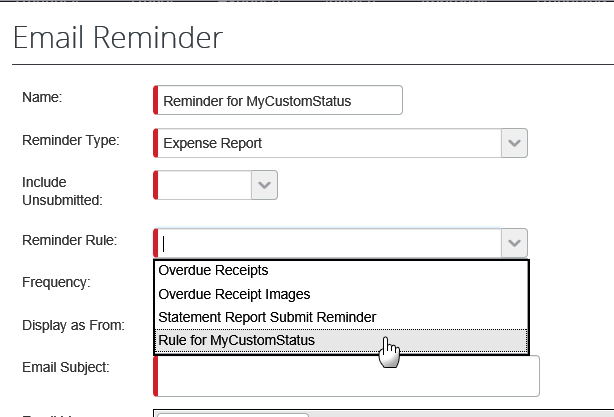 Email Reminder
Name:
Reminder for MyCustomStatus
Reminder Type:
Expense Report
Include
Unsubmitted:
Reminder Rule:
Overdue Receipts
Overdue Receipt Images
Statement Report Submit Reminder
Rule for MyCustomStatus
Frequency:
Display as From:
Email Subject: